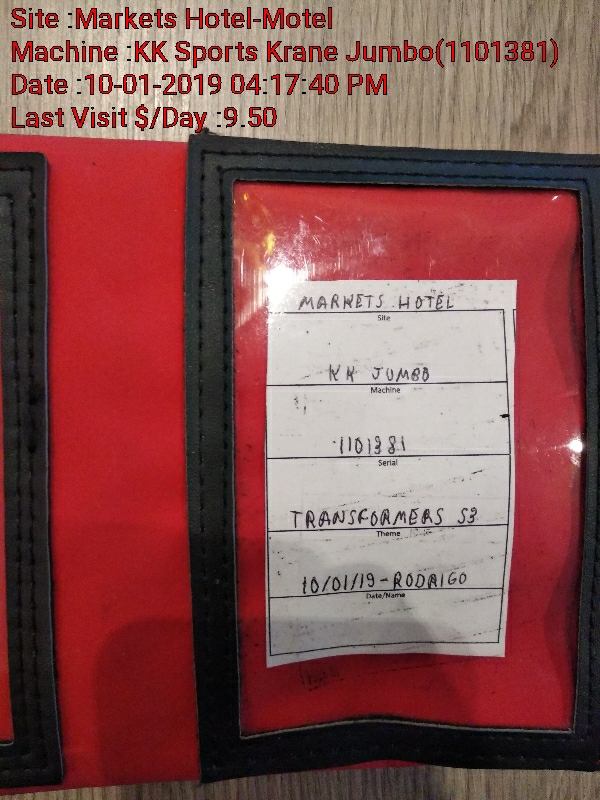 Site :Markets Hotel-Motel
Machine :KK Sports Krane Jumbo(1101381)
Date :10-01-2019 04:17:40 PM
Last Visit $/Day :9.50
MARKETS HOTEL
Site
KK JUMBO
Machine
1101381
Serial
TRANSFORMERS S3
Theme
10/01/19-RODRIGO
Date/Name